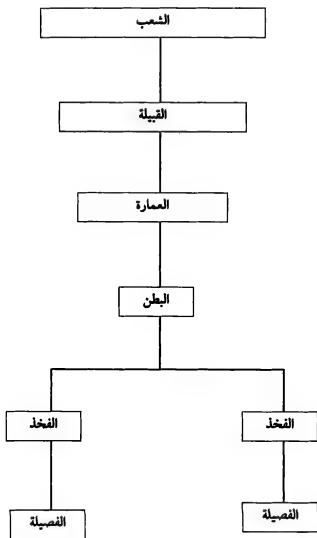 الشعب
القبيلة
العمارة
البطن
الفخذ
الفخذ
الفصيلة
الفصيلة